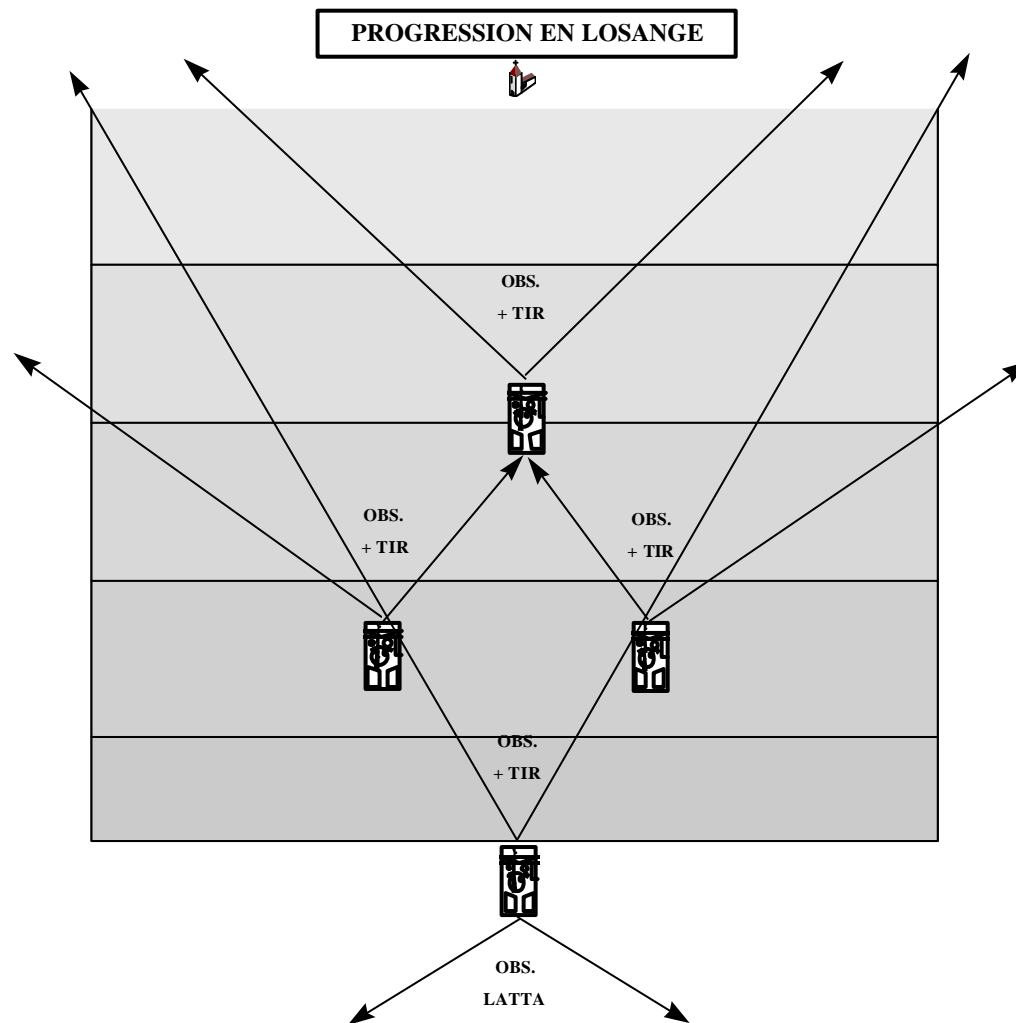 PROGRESSION EN LOSANGE
OBS.
+ TIR
OBS.
+ TIR
OBS.
+ TIR
OBS.
+ TIR
OBS.
LATTA